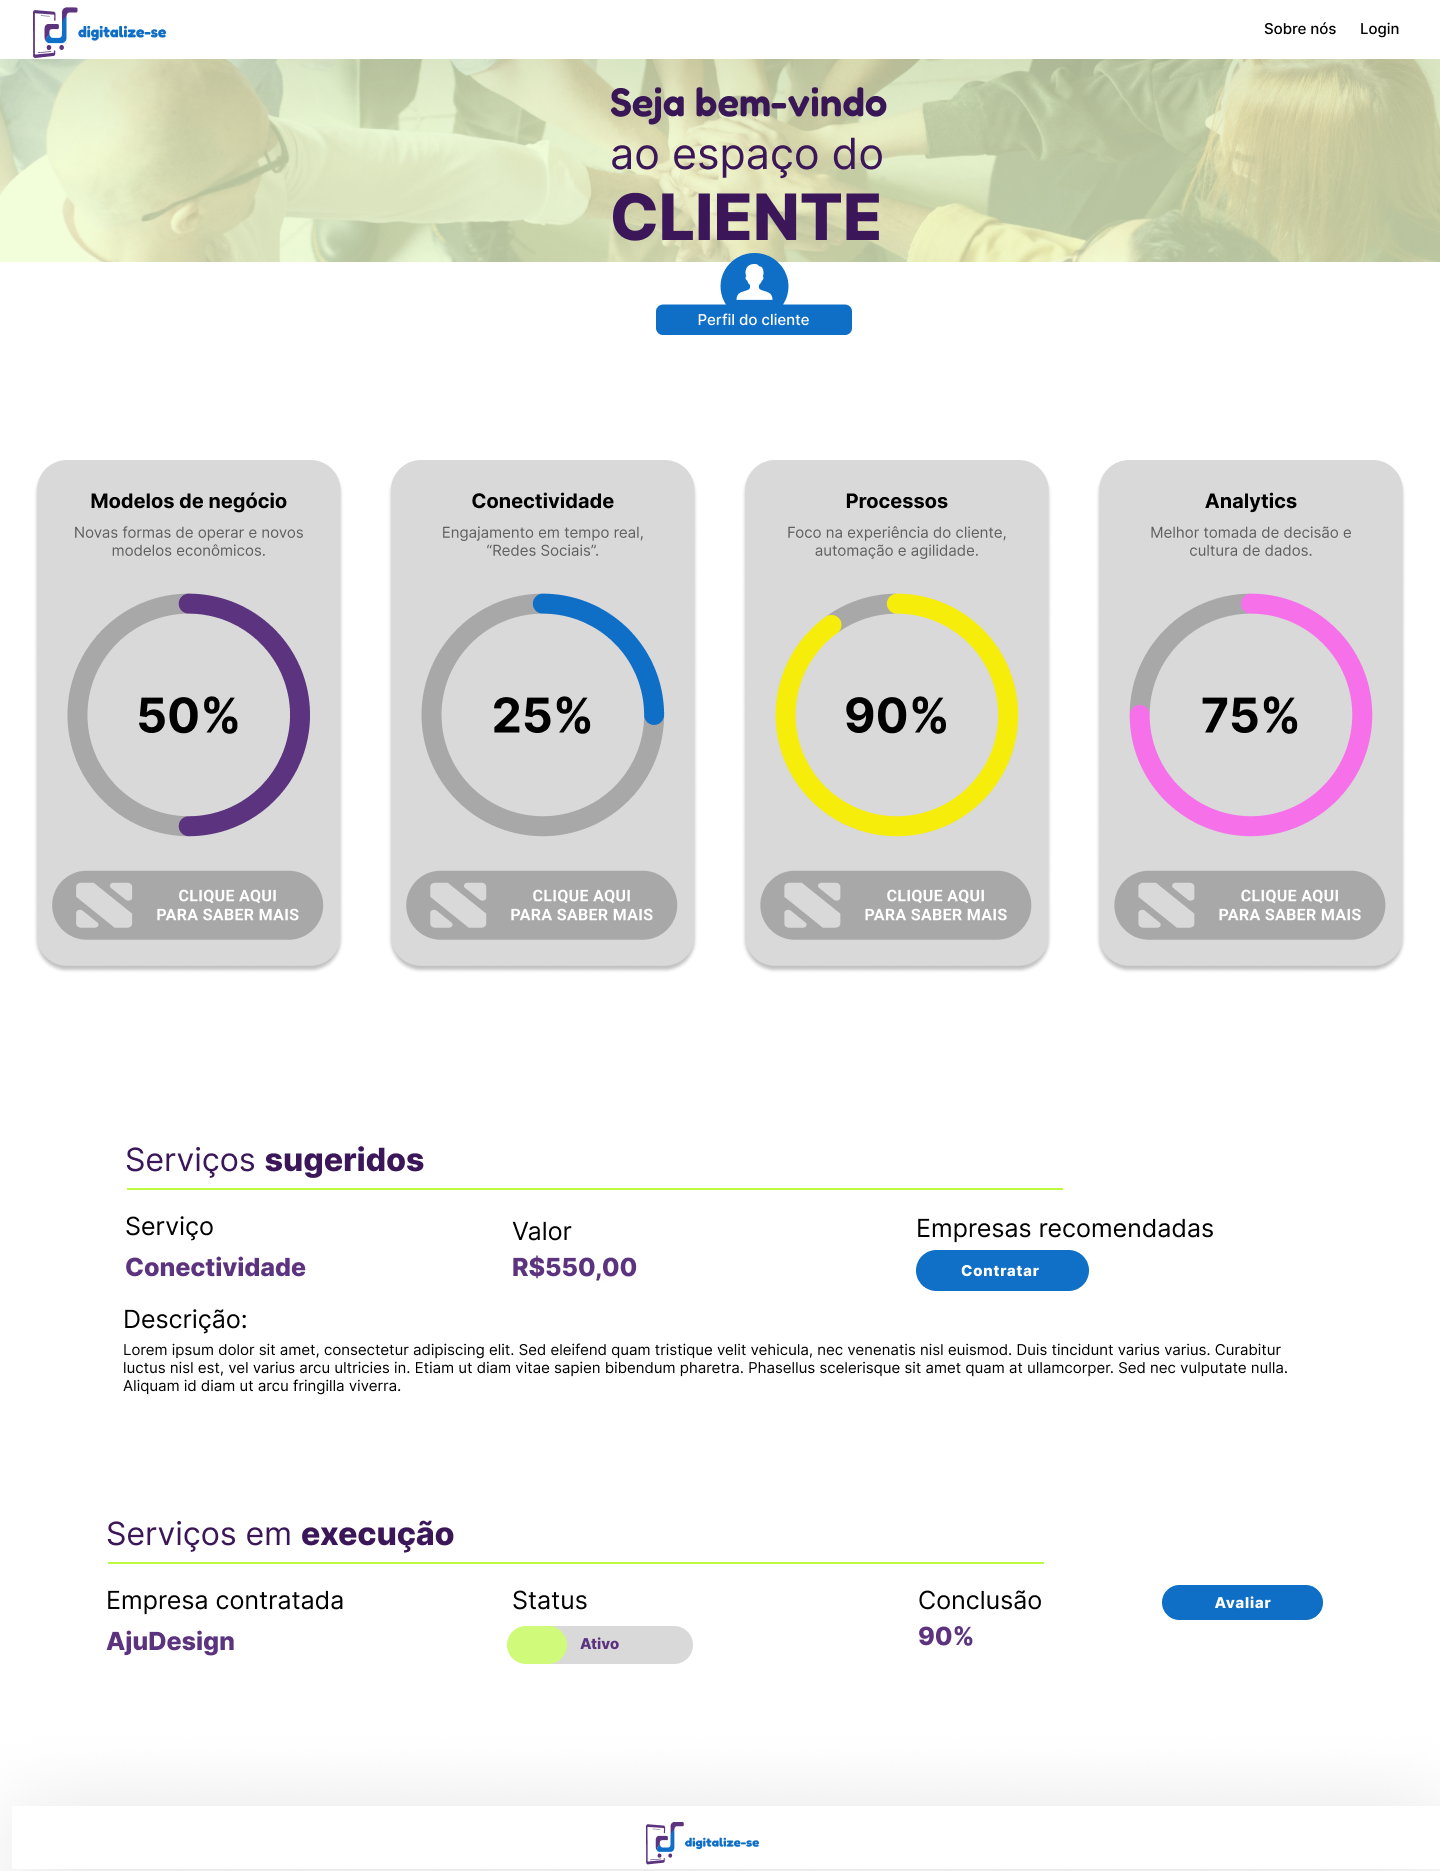 digitalize-se
Sobre nós Login
Seja bem-vindo
ao espaço do
CLIENTE
Perfil do cliente
Modelos de negócio
Novas formas de operar e novos
modelos econômicos.
50%
CLIQUE AQUI
PARA SABER MAIS
Conectividade
Engajamento em tempo real,
“Redes Sociais”.
25%
CLIQUE AQUI
PARA SABER MAIS
Processos
Foco na experiência do cliente,
automação e agilidade.
90%
CLIQUE AQUI
PARA SABER MAIS
Analytics
Melhor tomada de decisão e
cultura de dados.
75%
CLIQUE AQUI
PARA SABER MAIS
Serviços sugeridos
Serviço
Conectividade
Valor
R$550,00
Empresas recomendadas
Contratar
Descrição:
Lorem ipsum dolor sit amet, consectetur adipiscing elit. Sed eleifend quam tristique velit vehicula, nec venenatis nisl euismod. Duis tincidunt varius varius. Curabitur
luctus nisl est, vel varius arcu ultricies in. Etiam ut diam vitae sapien bibendum pharetra. Phasellus scelerisque sit amet quam at ullamcorper. Sed nec vulputate nulla.
Aliquam id diam ut arcu fringilla viverra.
Serviços em execução
Empresa contratada
AjuDesign
Status
Ativo
Conclusão
90%
Avaliar
digitalize-se